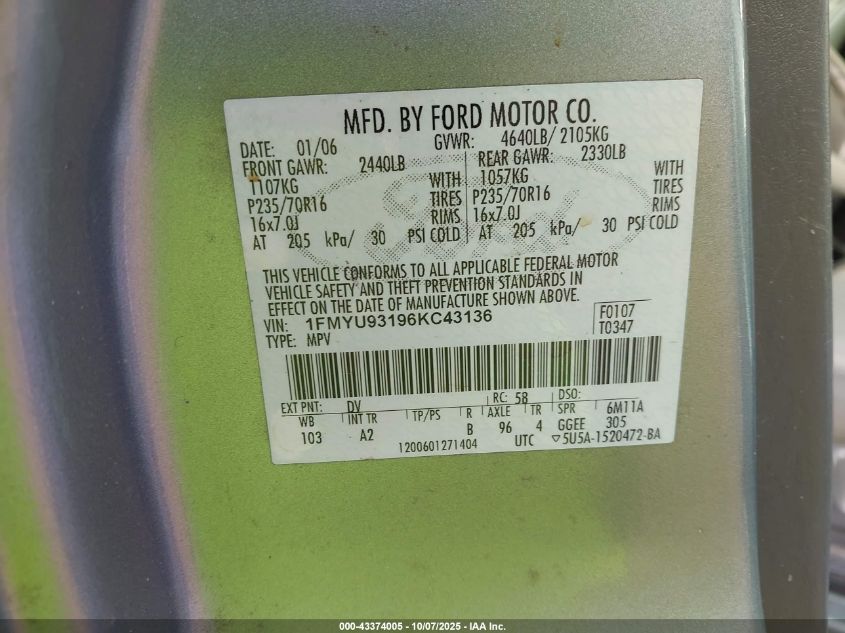 MFD. BY FORD MOTOR CO.
DATE: 01/06 GVWR: 4640LB/ 2105KG
FRONT GAWR: 2440LB REAR GAWR: 2330LB
1107KG WITH 1057KG WITH
P235/70R16 TIRES P235/70R16 TIRES
16x7.0J RIMS 16x7.0J RIMS
AT 205 kPa/ 30 PSI COLD AT 205 kPa/ 30 PSI COLD
THIS VEHICLE CONFORMS TO ALL APPLICABLE FEDERAL MOTOR
VEHICLE SAFETY AND THEFT PREVENTION STANDARDS IN
EFFECT ON THE DATE OF MANUFACTURE SHOWN ABOVE.
VIN: 1FMYU93196KC43136 F0107
TYPE: MPV T0347
EXT PNT: DV RC: 58 DSO:
WB INT TR TP/PS R AXLE TR SPR 6M11A
103 A2 B 96 4 GGEE 305
1200601271404 UTC ▽5U5A-1520472-BA
000-43374005 - 10/07/2025 - IAA Inc.